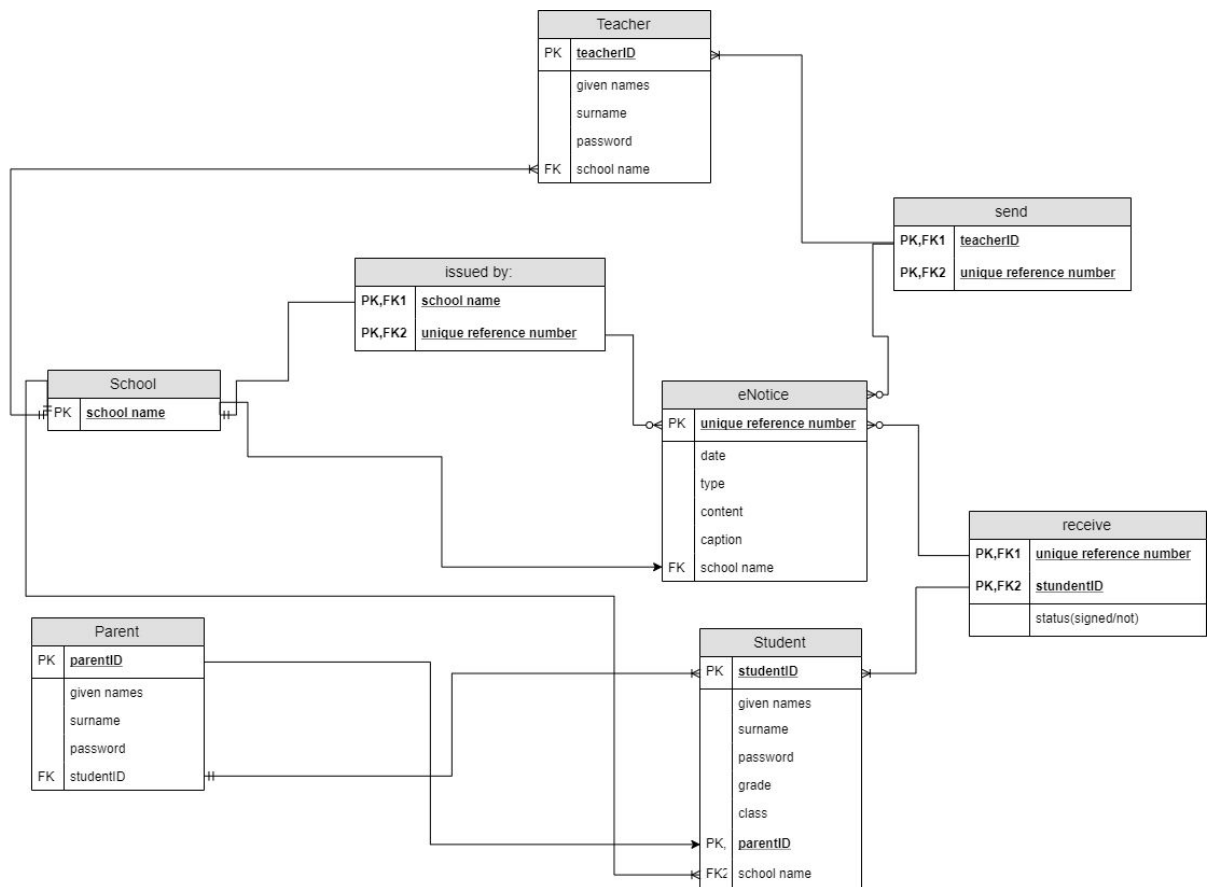 Teacher
PK teacherID
given names
surname
password
FK school name
send
PK,FK1 teacherID
PK,FK2 unique reference number
issued by:
PK,FK1 school name
PK,FK2 unique reference number
School
PK school name
eNotice
PK unique reference number
date
type
content
caption
FK school name
receive
PK,FK1 unique reference number
PK,FK2 stundentID
status(signed/not)
Parent
PK parentID
given names
surname
password
FK studentID
Student
PK studentID
given names
surname
password
grade
class
PK, parentID
FK2 school name